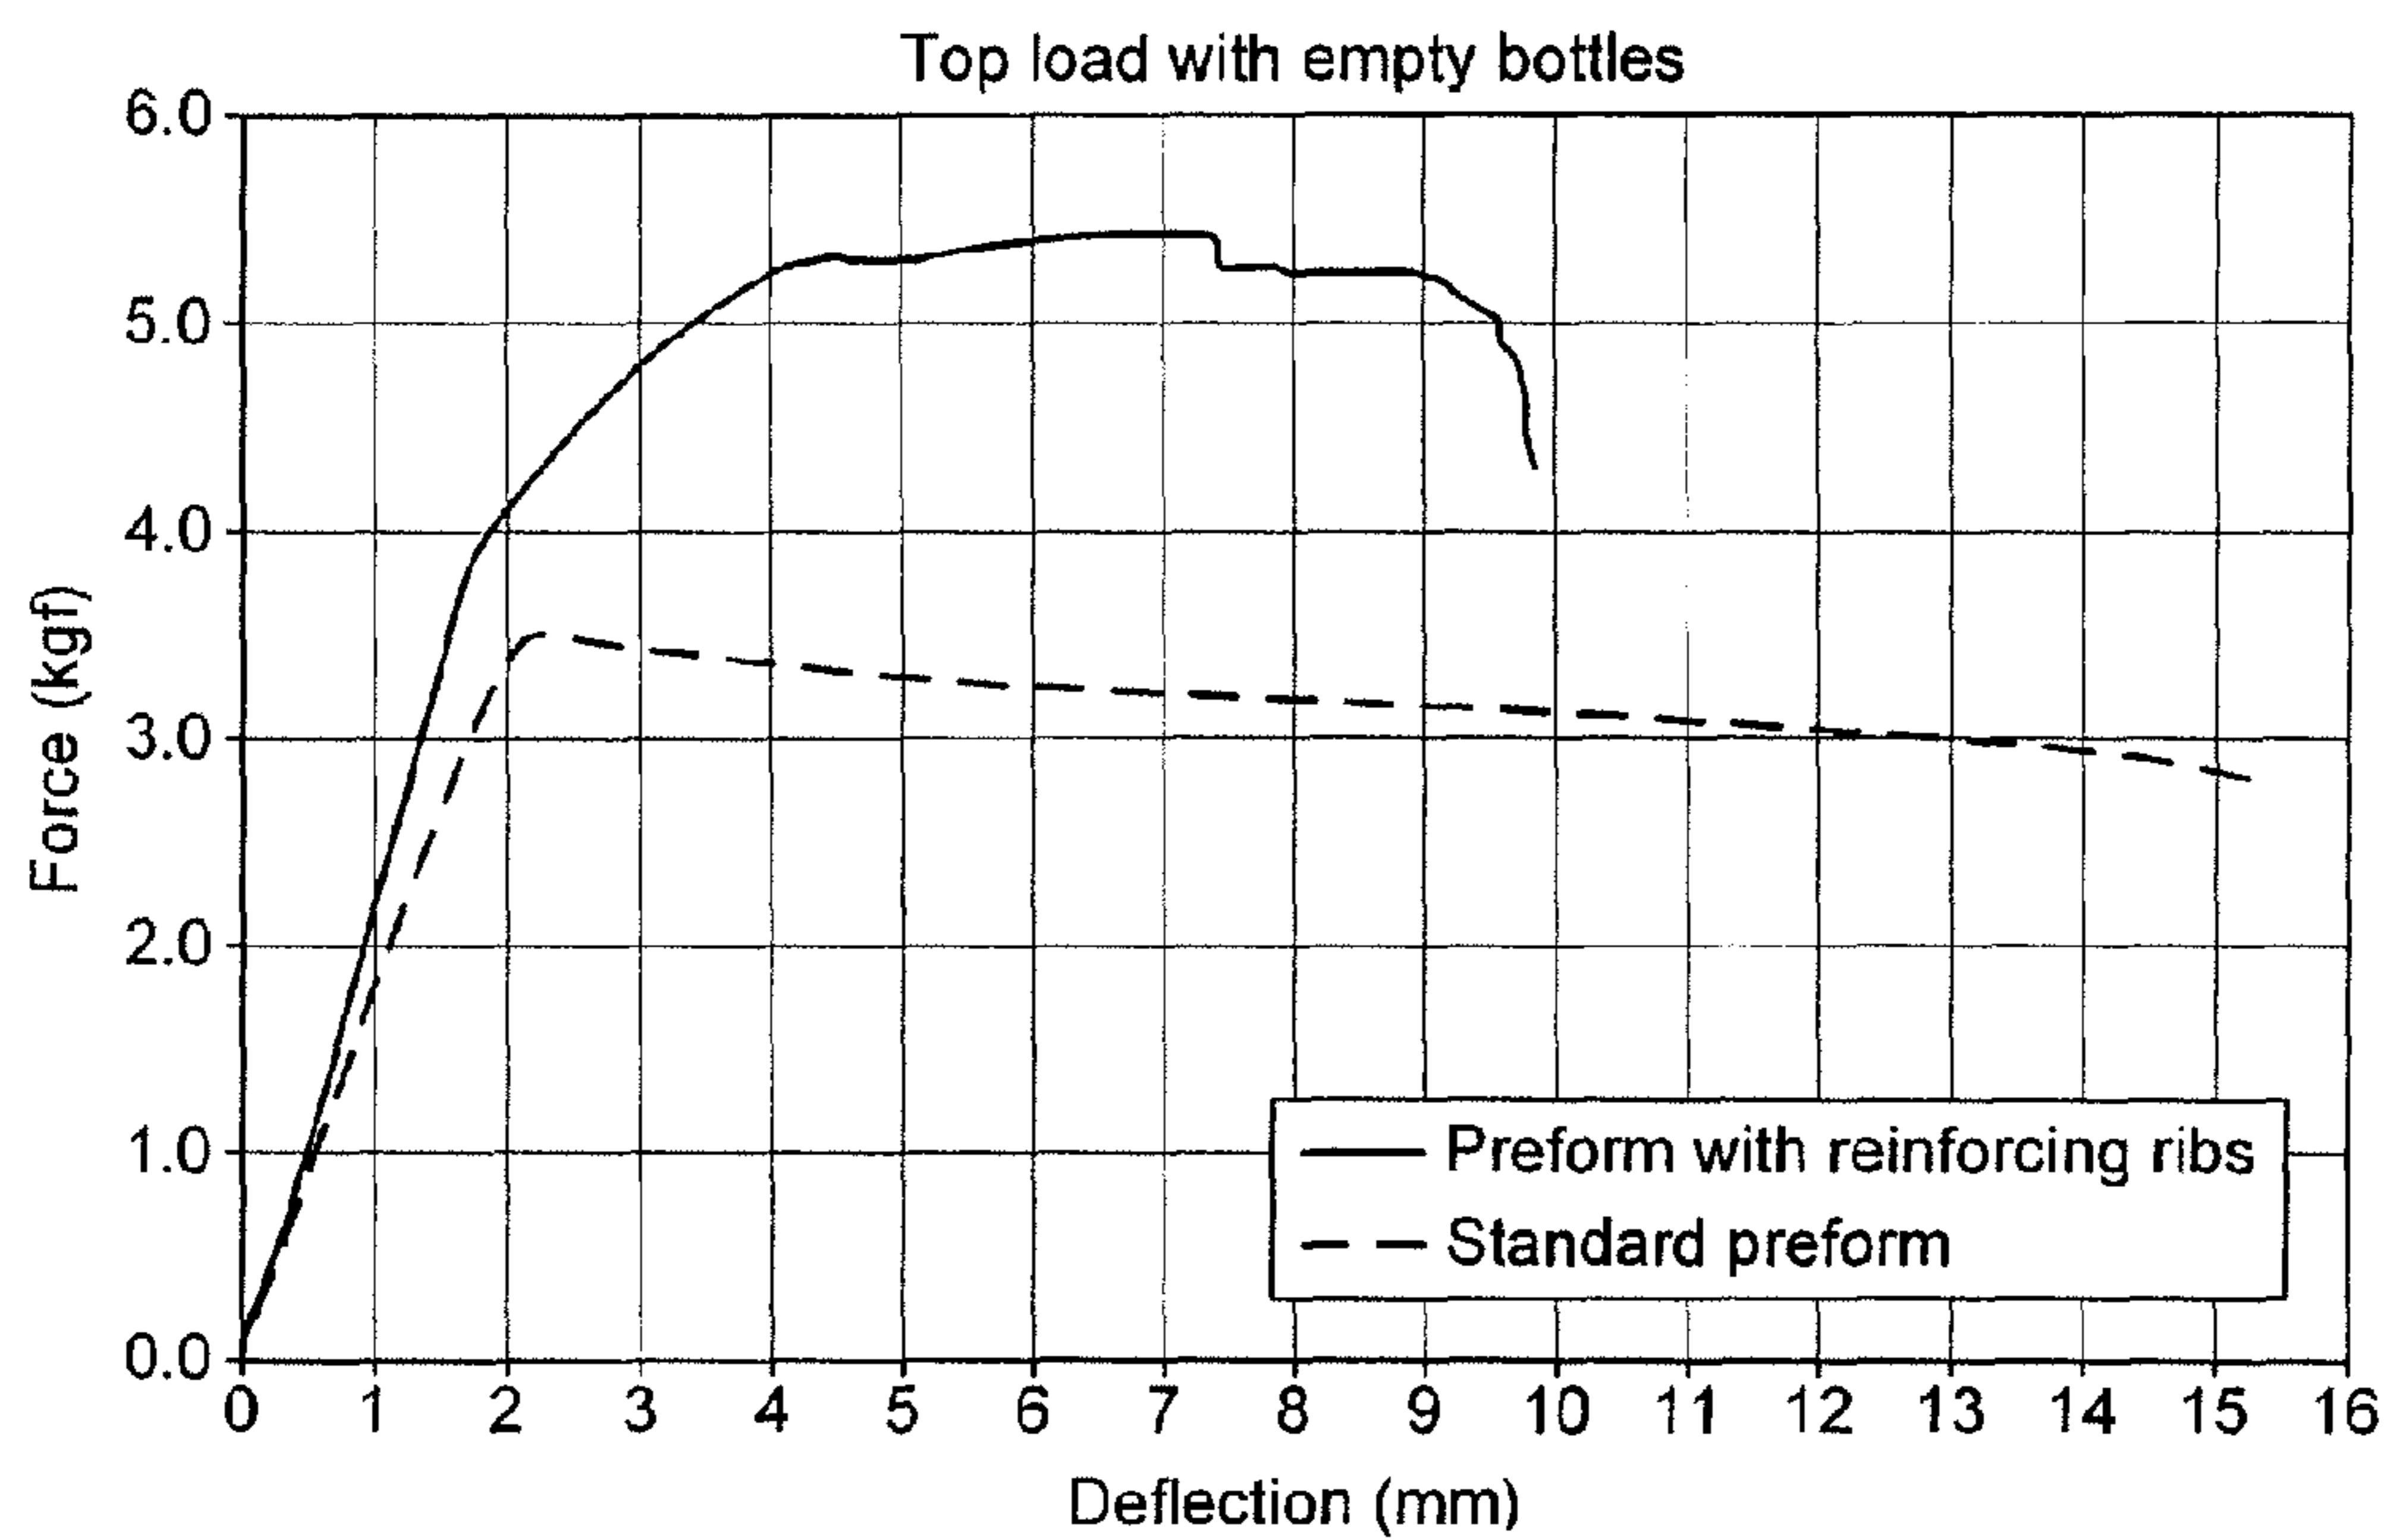 Top load with empty bottles
6.0
5.0
4.0
3.0
2.0
1.0
0.0
Force (kgf)
0 1 2 3 4 5 6 7 8 9 10 11 12 13 14 15 16
Deflection (mm)
Preform with reinforcing ribs
Standard preform